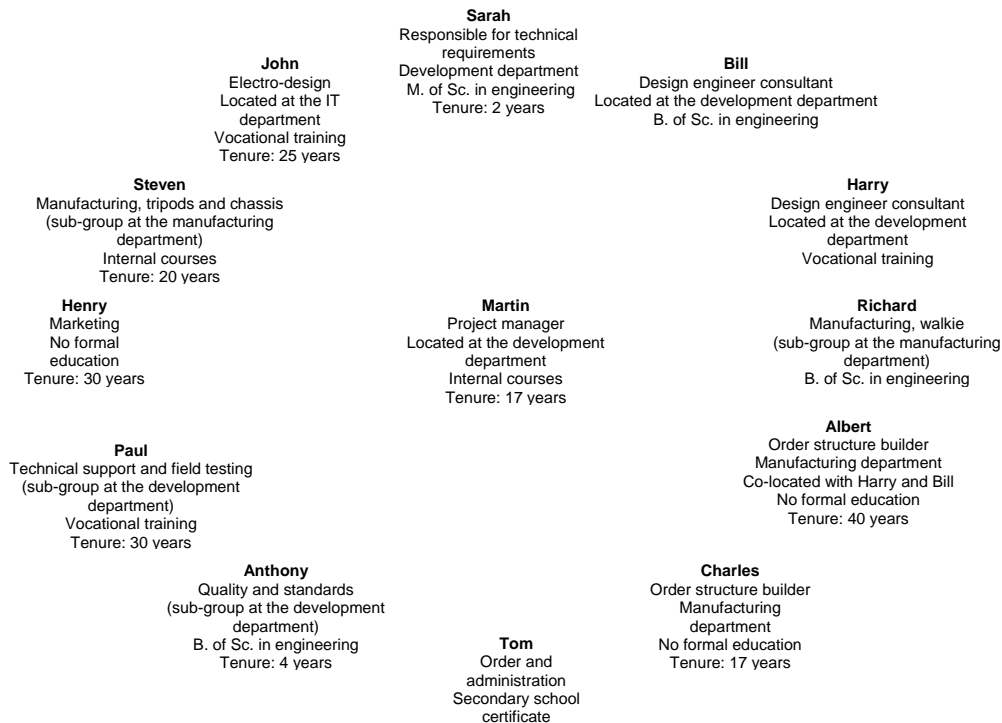 Sarah
Responsible for technical
requirements
Development department
M. of Sc. in engineering
Tenure: 2 years
John
Electro-design
Located at the IT
department
Vocational training
Tenure: 25 years
Bill
Design engineer consultant
Located at the development department
B. of Sc. in engineering
Steven
Manufacturing, tripods and chassis
(sub-group at the manufacturing
department)
Internal courses
Tenure: 20 years
Harry
Design engineer consultant
Located at the development
department
Vocational training
Henry
Marketing
No formal
education
Tenure: 30 years
Martin
Project manager
Located at the development
department
Internal courses
Tenure: 17 years
Richard
Manufacturing, walkie
(sub-group at the manufacturing
department)
B. of Sc. in engineering
Paul
Technical support and field testing
(sub-group at the development
department)
Vocational training
Tenure: 30 years
Albert
Order structure builder
Manufacturing department
Co-located with Harry and Bill
No formal education
Tenure: 40 years
Anthony
Quality and standards
(sub-group at the development
department)
B. of Sc. in engineering
Tenure: 4 years
Charles
Order structure builder
Manufacturing
department
No formal education
Tenure: 17 years
Tom
Order and
administration
Secondary school
certificate